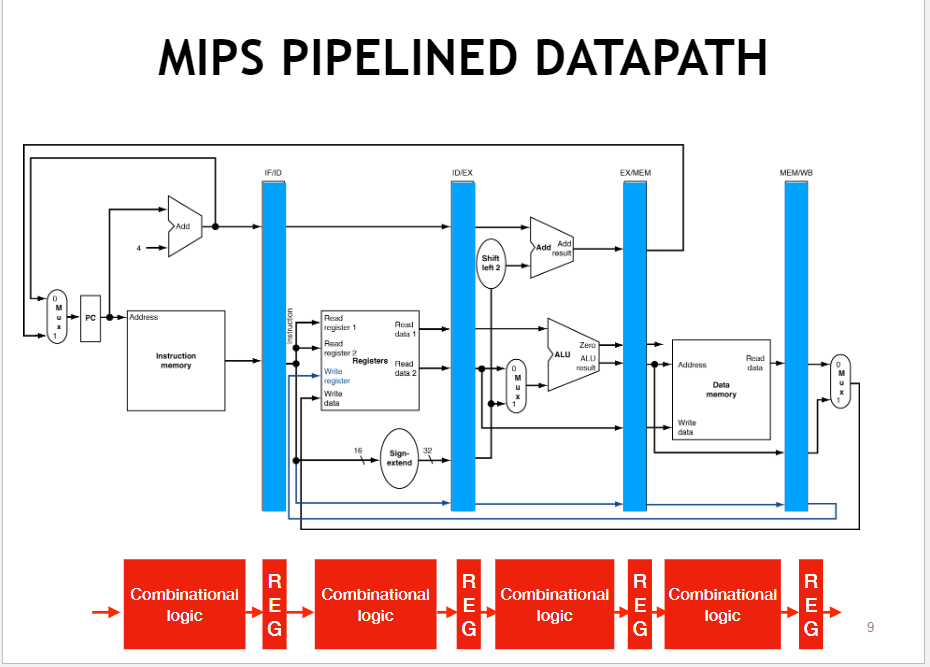 MIPS PIPELINED DATAPATH
IF/ID
ID/EX
EX/MEM
MEM/WB
Add
4
0
M
u
x
1
PC
Address
Instruction
memory
Instruction
Read
register 1
Read
register 2
Registers
Write
register
Write
data
Read
data 1
Read
data 2
16
Sign-
extend
32
Shift
left 2
Add
Add
result
0
M
u
x
1
ALU
Zero
ALU
result
Address
Read
data
Data
memory
Write
data
0
M
u
x
1
Combinational
logic
R
E
G
Combinational
logic
R
E
G
Combinational
logic
R
E
G
Combinational
logic
R
E
G
9